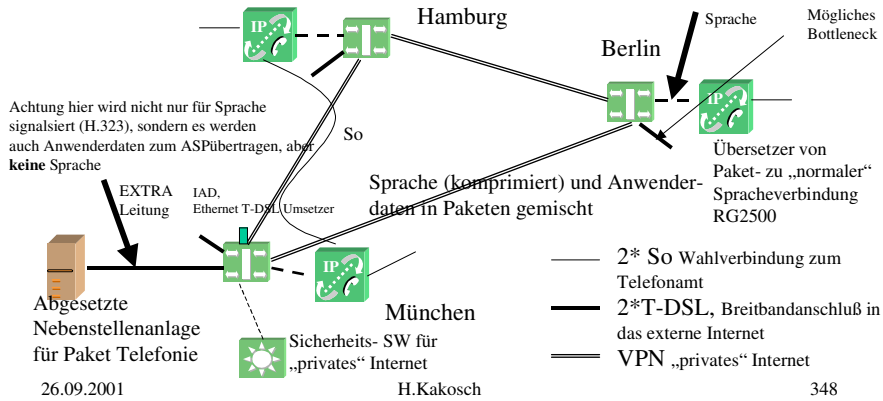 Hamburg
Sprache
Mögliches
Bottleneck
IP
Berlin
IP
Achtung hier wird nicht nur für Sprache
signalsiert (H.323), sondern es werden
auch Anwenderdaten zum ASPübertragen, aber
keine Sprache
So
Übersetzer von
Paket- zu „normaler“
Spracheverbindung
RG2500
EXTRA
Leitung
IAD,
Ethernet T-DSL Umsetzer
Sprache (komprimiert) und Anwender-
daten in Paketen gemischt
IP
Abgesetzte
Nebenstellenanlage
für Paket Telefonie
München
Sicherheits- SW für
„privates“ Internet
2* So Wahlverbindung zum
Telefonamt
2*T-DSL, Breitbandanschluß in
das externe Internet
VPN „privates“ Internet
26.09.2001
H.Kakosch
348